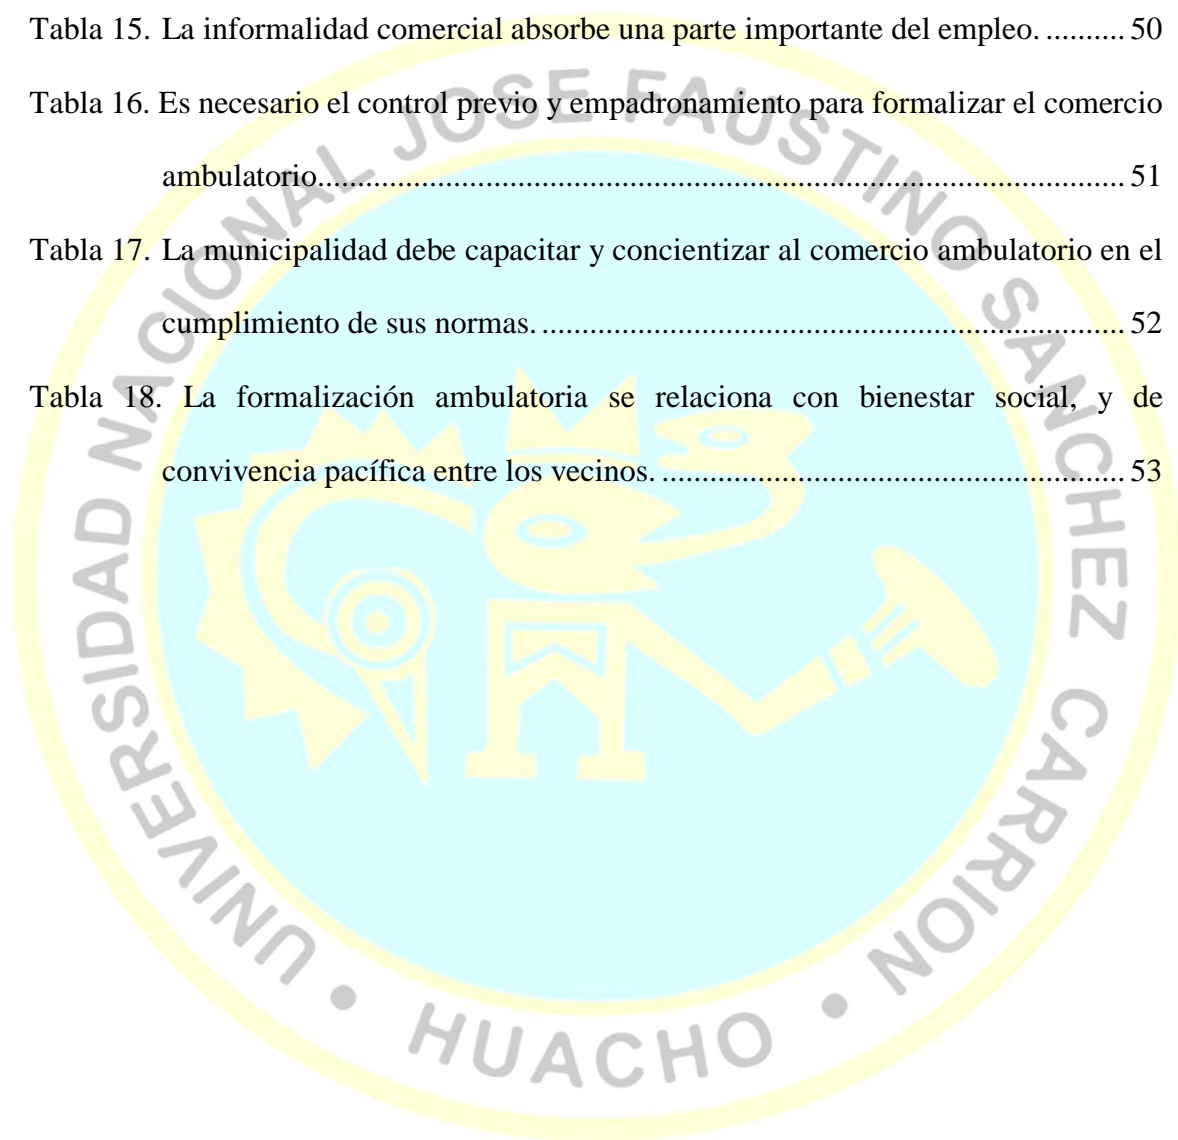 Tabla 15. La informalidad comercial absorbe una parte importante del empleo. .......... 50
Tabla 16. Es necesario el control previo y empadronamiento para formalizar el comercio
ambulatorio............................................................................................................ 51
Tabla 17. La municipalidad debe capacitar y concientizar al comercio ambulatorio en el
cumplimiento de sus normas. .............................................................................. 52
Tabla 18. La formalización ambulatoria se relaciona con bienestar social, y de
convivencia pacífica entre los vecinos. .............................................................. 53
UNIVERSIDAD NACIONAL JOSE FAUSTINO SANCHEZ CARRION
• HUACHO •